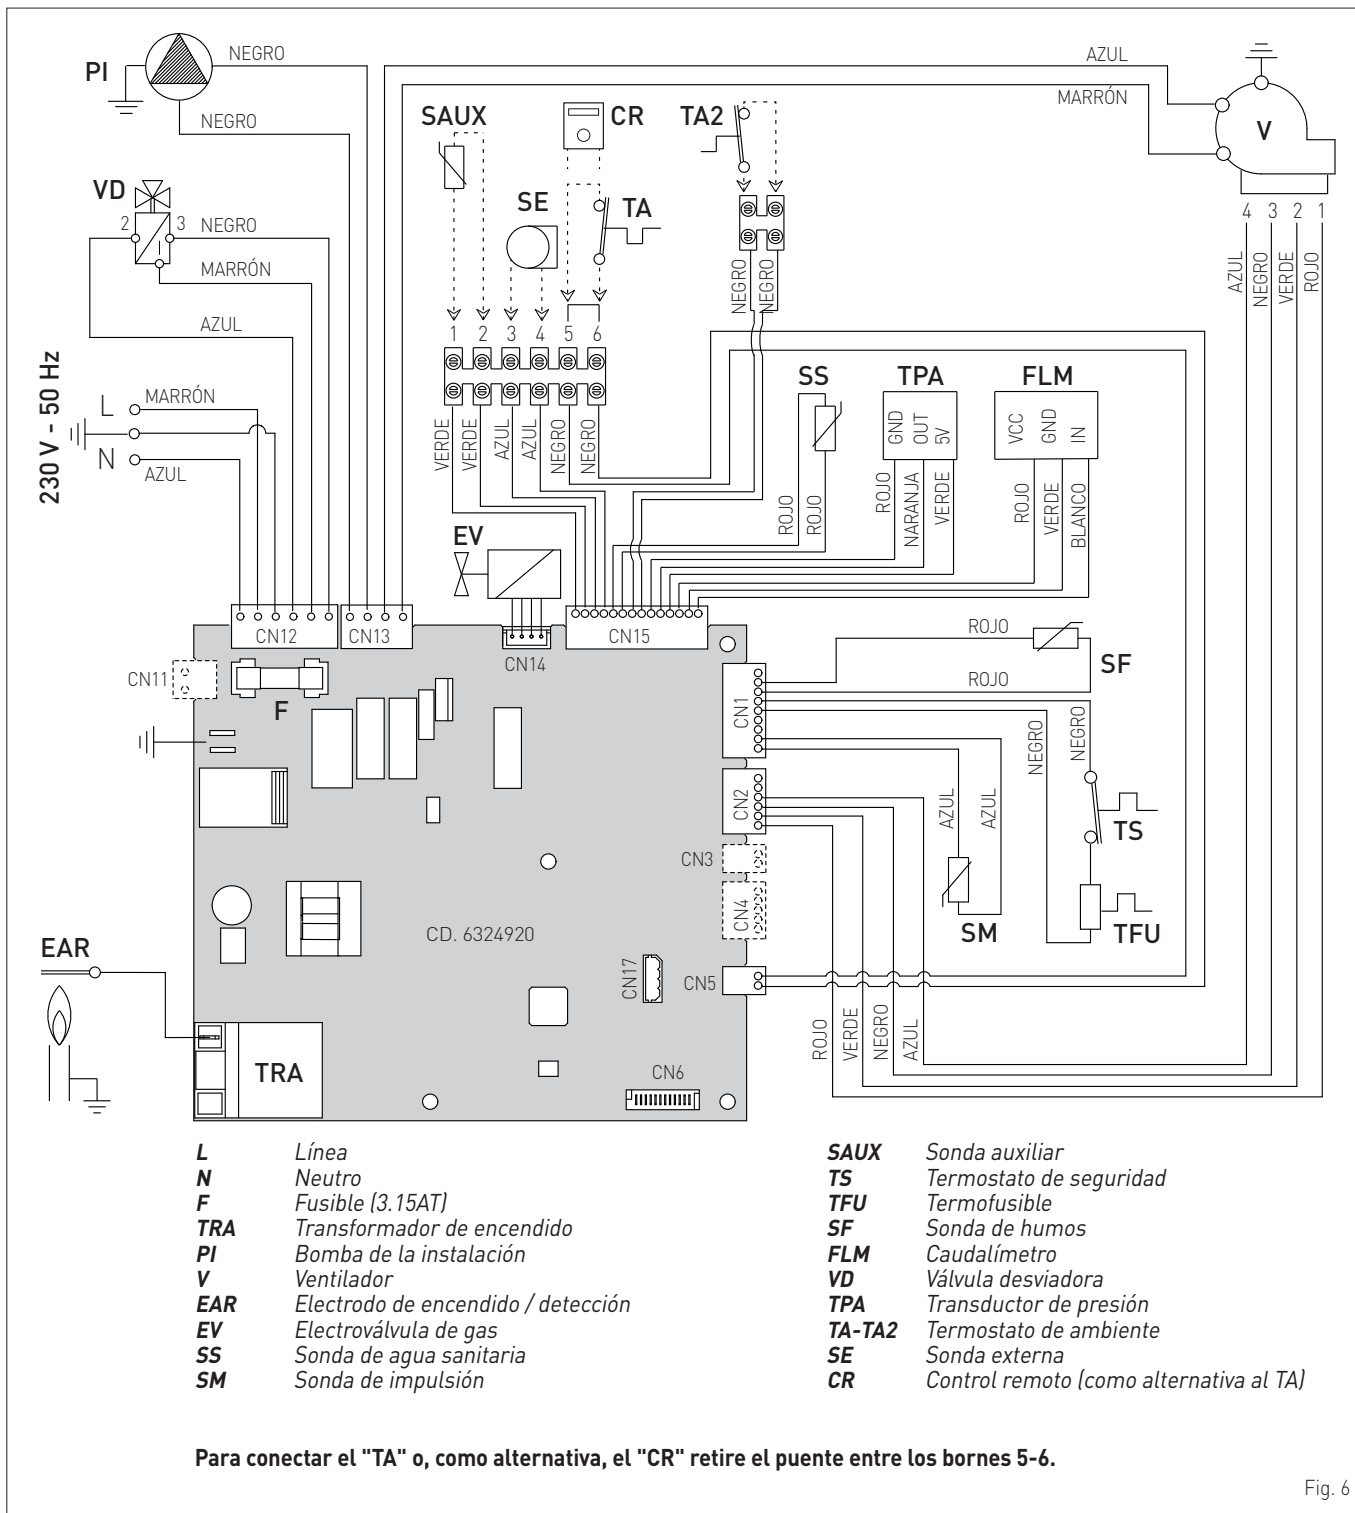 PI
NEGRO
NEGRO
VD
2
3
NEGRO
MARRÓN
AZUL
230 V - 50 Hz
L
MARRÓN
N
AZUL
SAUX
CR
TA2
SE
TA
AZUL
MARRÓN
V
4 3 2 1
AZUL
NEGRO
VERDE
ROJO
1 2 3 4 5 6
VERDE
VERDE
AZUL
AZUL
NEGRO
NEGRO
NEGRO
NEGRO
SS
ROJO
ROJO
TPA
GND
OUT
5V
ROJO
NARANJA
VERDE
FLM
VCC
GND
IN
ROJO
VERDE
BLANCO
EV
CN12
CN13
CN14
CN15
CN11
F
CN1
ROJO
SF
ROJO
NEGRO
NEGRO
TS
TFU
AZUL
AZUL
SM
CN2
CN3
CN4
CN5
CD. 6324920
CN17
CN6
EAR
TRA
ROJO
VERDE
NEGRO
AZUL
L Línea
N Neutro
F Fusible (3.15AT)
TRA Transformador de encendido
PI Bomba de la instalación
V Ventilador
EAR Electrodo de encendido / detección
EV Electroválvula de gas
SS Sonda de agua sanitaria
SM Sonda de impulsión
SAUX Sonda auxiliar
TS Termostato de seguridad
TFU Termofusible
SF Sonda de humos
FLM Caudalímetro
VD Válvula desviadora
TPA Transductor de presión
TA-TA2 Termostato de ambiente
SE Sonda externa
CR Control remoto (como alternativa al TA)
Para conectar el "TA" o, como alternativa, el "CR" retire el puente entre los bornes 5-6.
Fig. 6